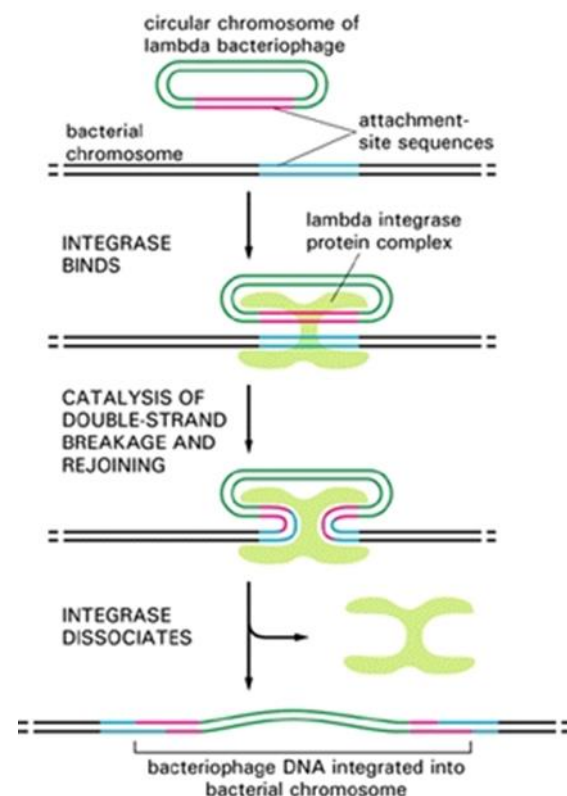 circular chromosome of
lambda bacteriophage
attachment-
site sequences
bacterial
chromosome
lambda integrase
protein complex
INTEGRASE
BINDS
CATALYSIS OF
DOUBLE-STRAND
BREAKAGE AND
REJOINING
INTEGRASE
DISSOCIATES
bacteriophage DNA integrated into
bacterial chromosome